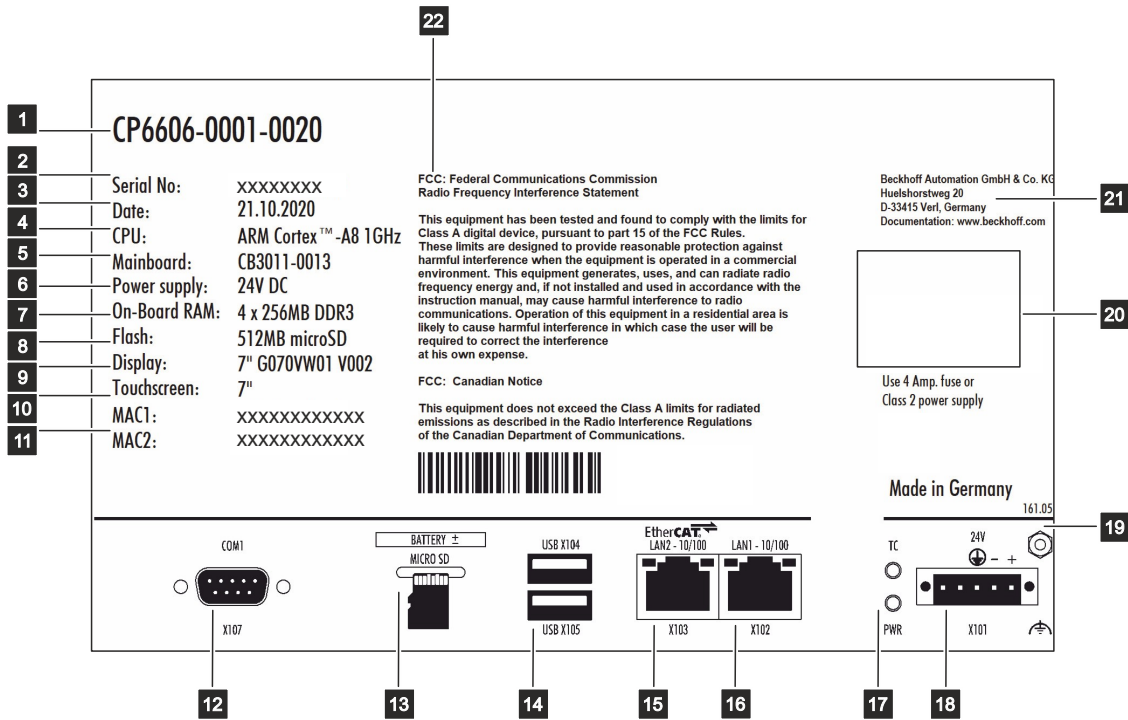 22
1
CP6606-0001-0020
2
Serial No: XXXXXXXX
3
Date: 21.10.2020
4
CPU: ARM Cortex™-A8 1GHz
5
Mainboard: CB3011-0013
6
Power supply: 24V DC
7
On-Board RAM: 4 x 256MB DDR3
8
Flash: 512MB microSD
9
Display: 7" G070VW01 V002
Touchscreen: 7"
10
MAC1: XXXXXXXXXXXX
11
MAC2: XXXXXXXXXXXX
FCC: Federal Communications Commission
Radio Frequency Interference Statement
This equipment has been tested and found to comply with the limits for
Class A digital device, pursuant to part 15 of the FCC Rules.
These limits are designed to provide reasonable protection against
harmful interference when the equipment is operated in a commercial
environment. This equipment generates, uses, and can radiate radio
frequency energy and, if not installed and used in accordance with the
instruction manual, may cause harmful interference to radio
communications. Operation of this equipment in a residential area is
likely to cause harmful interference in which case the user will be
required to correct the interference
at his own expense.
FCC: Canadian Notice
This equipment does not exceed the Class A limits for radiated
emissions as described in the Radio Interference Regulations
of the Canadian Department of Communications.
Beckhoff Automation GmbH & Co. KG
Huelshorstweg 20
D-33415 Verl, Germany
Documentation: www.beckhoff.com
21
20
Use 4 Amp. fuse or
Class 2 power supply
Made in Germany
161.05
19
COM1
X107
BATTERY ±
MICRO SD
USB X104
USB X105
EtherCAT
LAN2 - 10/100
LAN1 - 10/100
X103
X102
TC
PWR
24V
- +
X101
12
13
14
15
16
17
18